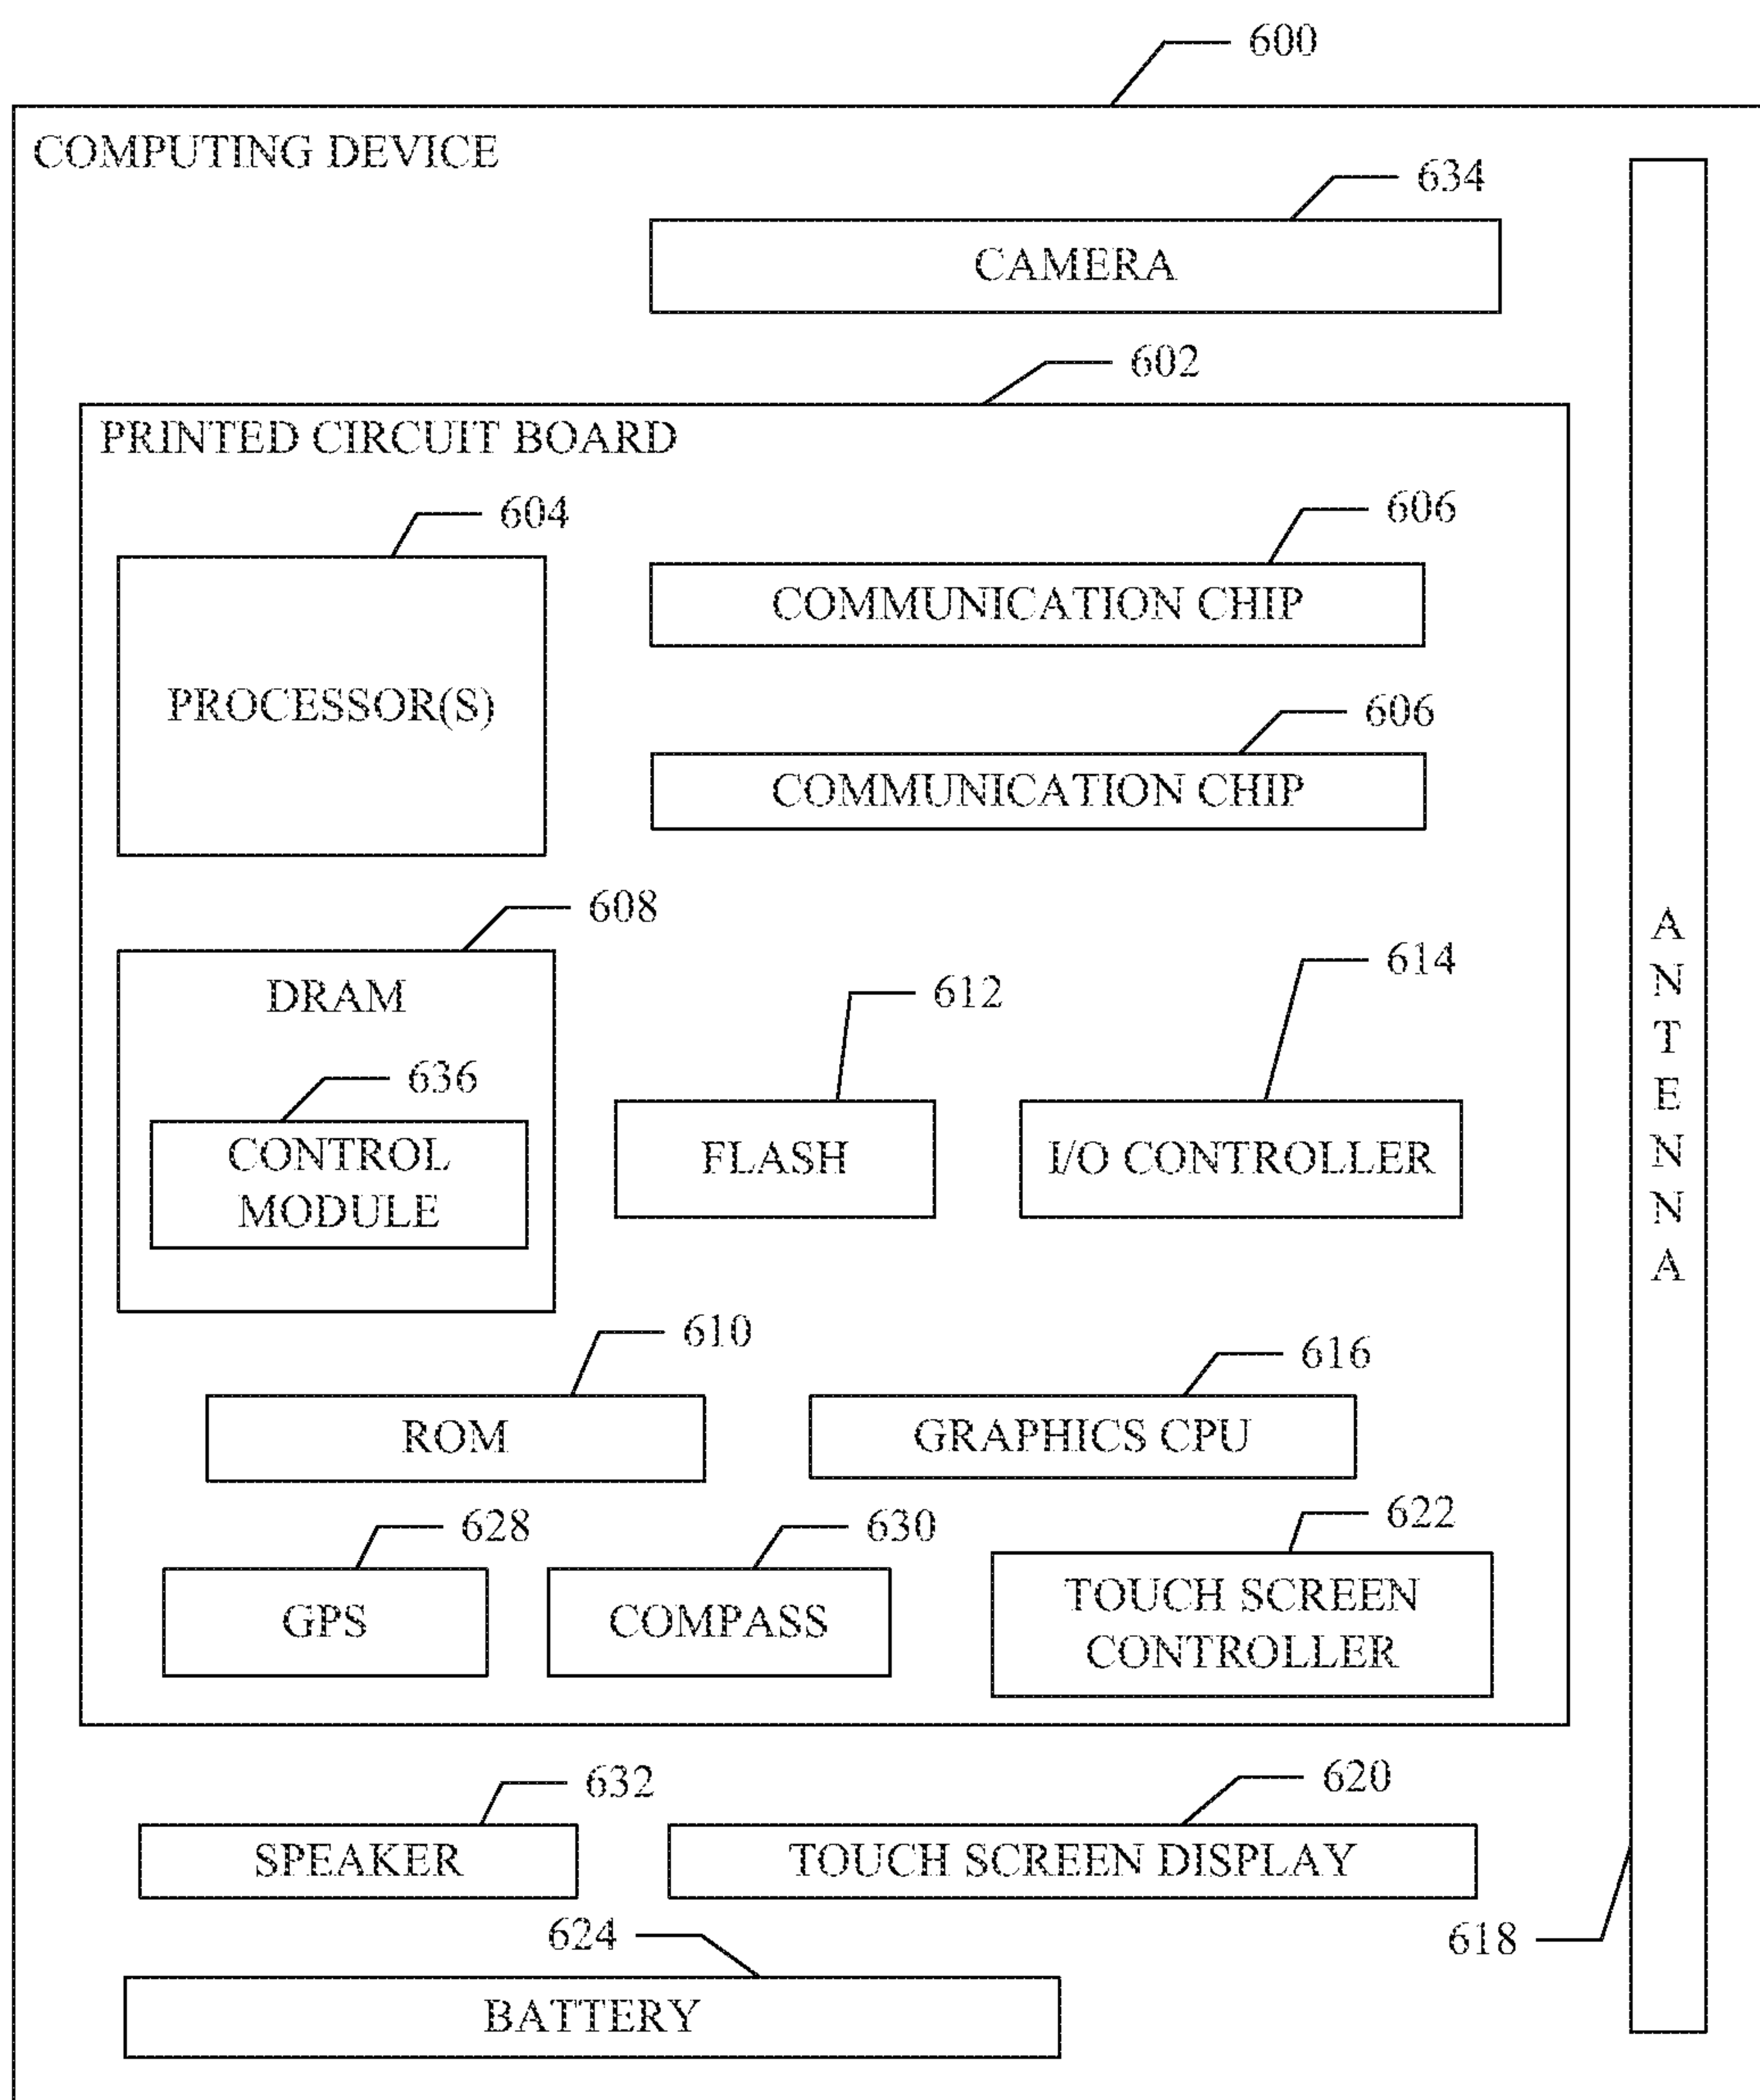 600
COMPUTING DEVICE
634
CAMERA
602
PRINTED CIRCUIT BOARD
604
606
PROCESSOR(S)
COMMUNICATION CHIP
606
COMMUNICATION CHIP
608
DRAM
612
614
636
CONTROL
MODULE
FLASH
I/O CONTROLLER
610
616
ROM
GRAPHICS CPU
628
630
622
GPS
COMPASS
TOUCH SCREEN
CONTROLLER
632
620
SPEAKER
TOUCH SCREEN DISPLAY
624
618
BATTERY
A
N
T
E
N
N
A